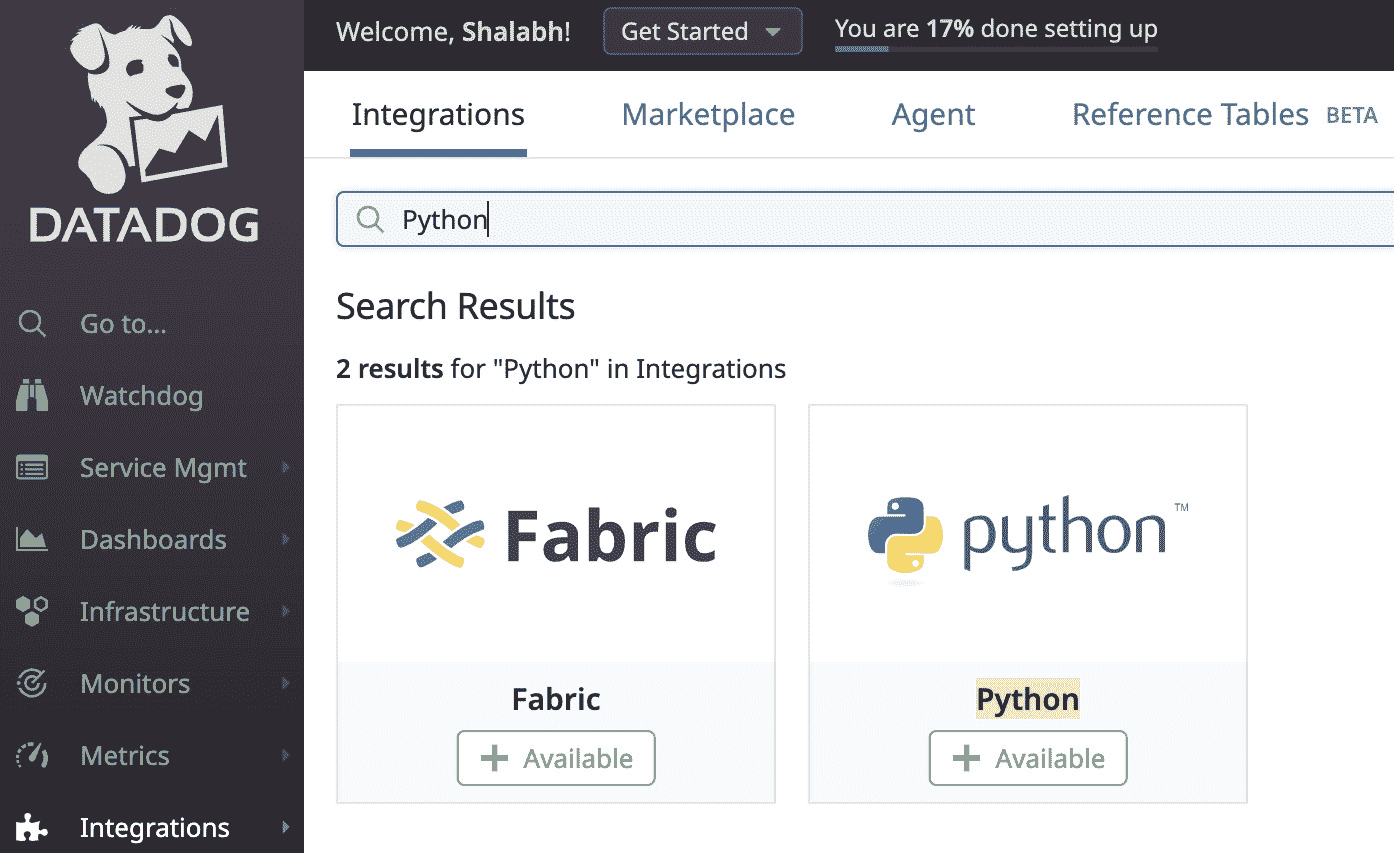 DATADOG
Go to...
Watchdog
Service Mgmt
Dashboards
Infrastructure
Monitors
Metrics
Integrations
Welcome, Shalabh!
Get Started
You are 17% done setting up
Integrations
Marketplace
Agent
Reference Tables BETA
Python
Search Results
2 results for "Python" in Integrations
Fabric
Fabric
Available
python ™
Python
Available